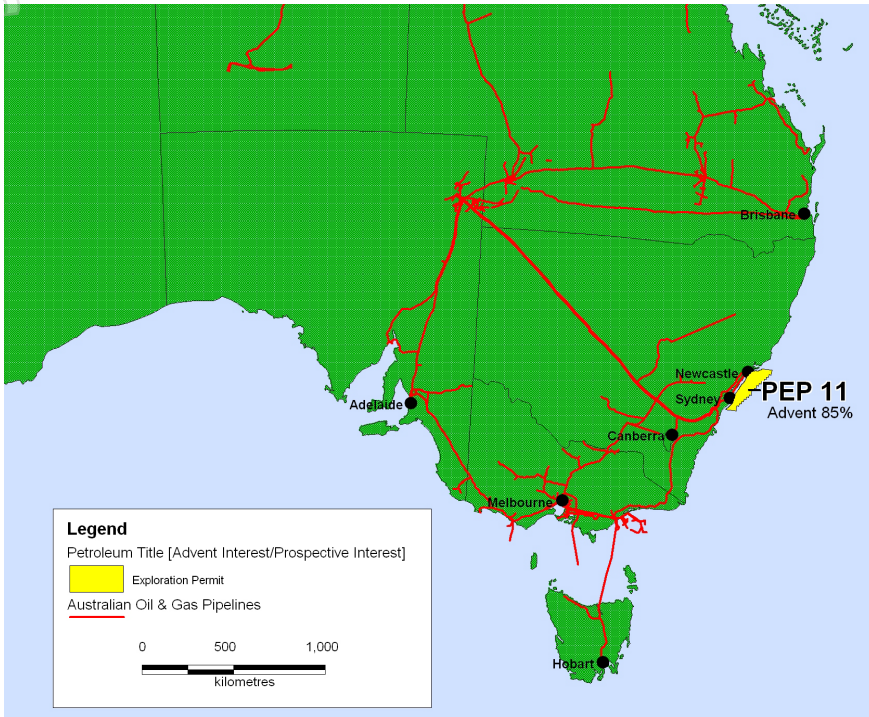 Brisbane
Newcastle
PEP 11
Sydney
Advent 85%
Adelaide
Canberra
Melbourne
Legend
Petroleum Title [Advent Interest/Prospective Interest]
Exploration Permit
Australian Oil & Gas Pipelines
0 500 1,000
kilometres
Hobart